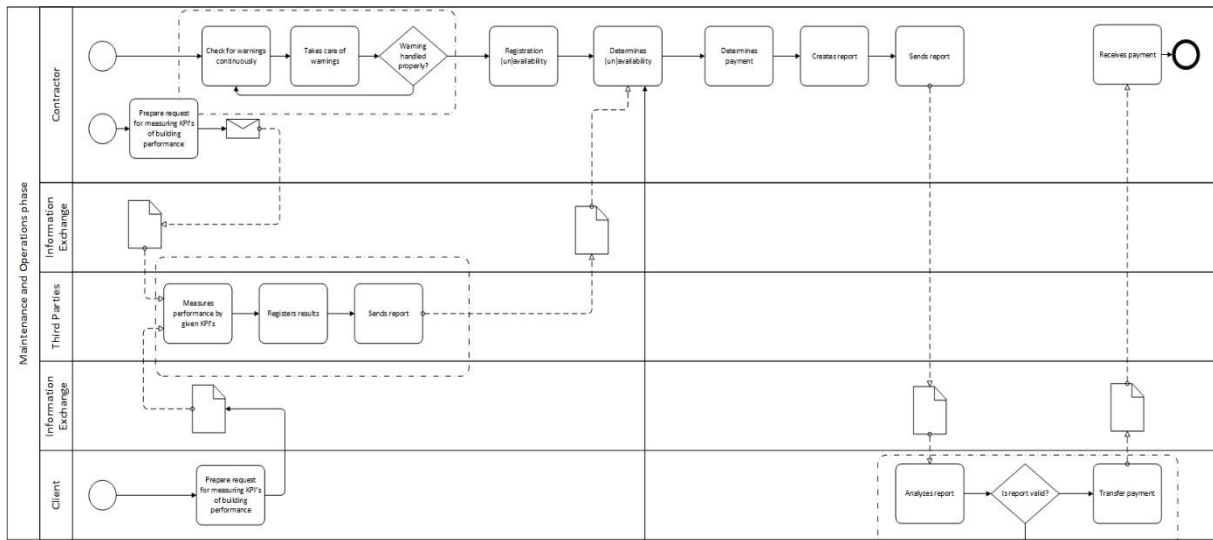 Maintenance and Operations phase
Contractor
Check for warnings
continuously
Takes care of
warnings
Warning
handled
properly?
Registration
(un)availability
Determines
(un)availability
Determines
payment
Creates report
Sends report
Receives payment
Prepare request
for measuring KPI's
of building
performance
Information
Exchange
Third Parties
Measures
performance by
given KPI's
Registers results
Sends report
Information
Exchange
Client
Prepare request
for measuring KPI's
of building
performance
Analyzes report
Is report valid?
Transfer payment